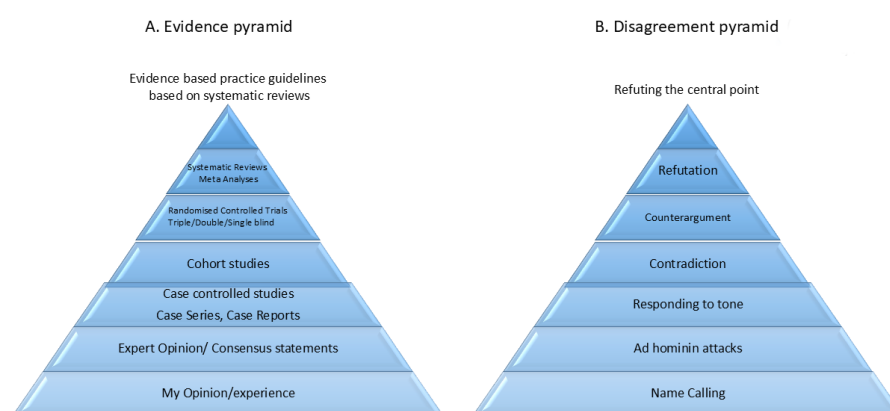 A. Evidence pyramid
Evidence based practice guidelines
based on systematic reviews
Systematic Reviews
Meta Analyses
Randomised Controlled Trials
Triple/Double/Single blind
Cohort studies
Case controlled studies
Case Series, Case Reports
Expert Opinion/ Consensus statements
My Opinion/experience
B. Disagreement pyramid
Refuting the central point
Refutation
Counterargument
Contradiction
Responding to tone
Ad hominin attacks
Name Calling